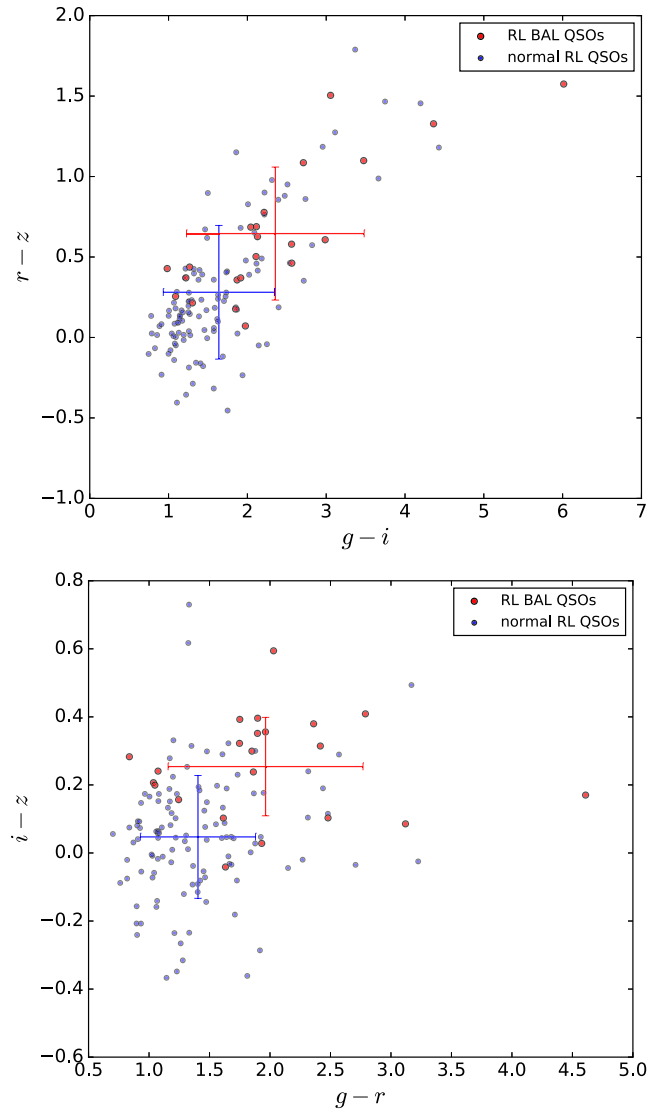 2.0
RL BAL QSOs
normal RL QSOs
1.5
1.0
0.5
0.0
−0.5
−1.0
r − z
0 1 2 3 4 5 6 7
g − i
0.8
RL BAL QSOs
normal RL QSOs
0.6
0.4
0.2
0.0
−0.2
−0.4
−0.6
i − z
0.5 1.0 1.5 2.0 2.5 3.0 3.5 4.0 4.5 5.0
g − r